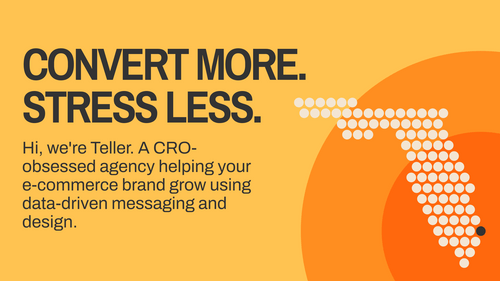 CONVERT MORE.
STRESS LESS.
Hi, we're Teller. A CRO-
obsessed agency helping your
e-commerce brand grow using
data-driven messaging and
design.